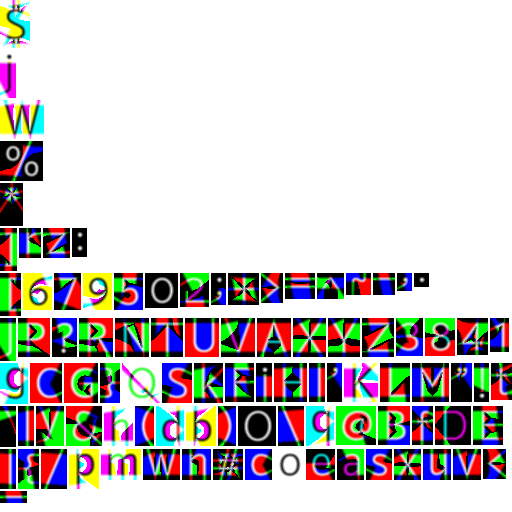 S
j
W
%
*
r z :
6 7 9 5 0 2 ; + > = ^ ~ , .
J P ? R N T U V A X Y Z 3 8 4 1
g C G Q S k F i H I ' K L M " ! t
& h ( d b ) O \ q @ B f D E
/ p m w n # c o e a s x u v <